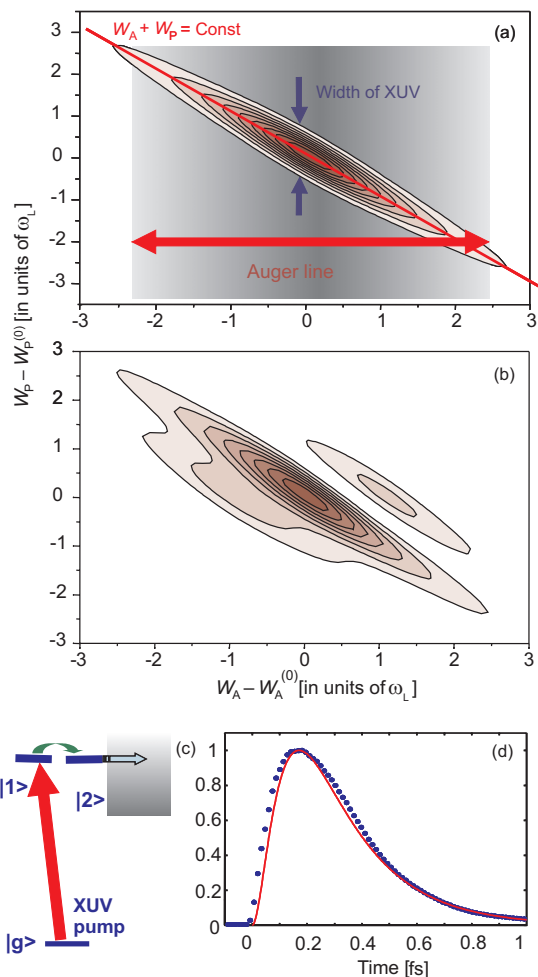 W_A + W_P = Const
(a)
Width of XUV
Auger line
3
2
1
0
-1
-2
-3
-3 -2 -1 0 1 2 3
W_P – W_P^(0) [in units of ω_L]
(b)
3
2
1
0
-1
-2
-3
-3 -2 -1 0 1 2 3
W_A – W_A^(0) [in units of ω_L]
(c)
|1>
|2>
XUV
pump
|g>
(d)
1
0.8
0.6
0.4
0.2
0
0 0.2 0.4 0.6 0.8 1
Time [fs]